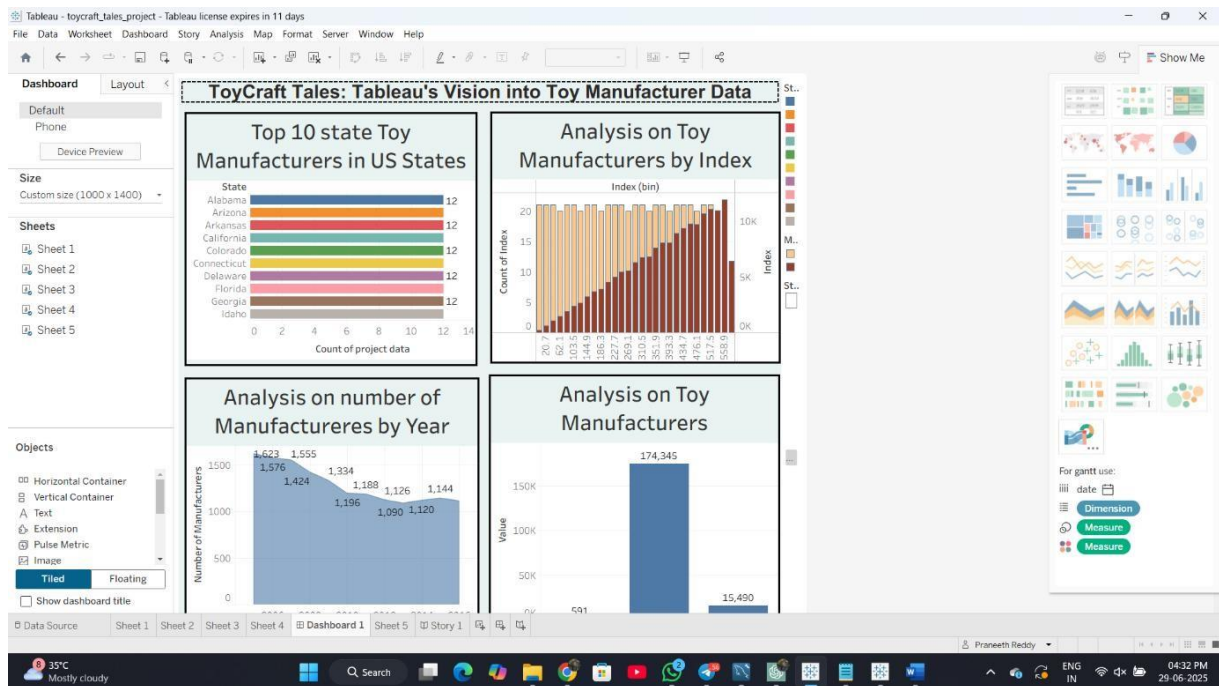 Tableau - toycraft_tales_project - Tableau license expires in 11 days
File Data Worksheet Dashboard Story Analysis Map Format Server Window Help
Show Me
Dashboard Layout
Default
Phone
Device Preview
Size
Custom size (1000 x 1400)
Sheets
Sheet 1
Sheet 2
Sheet 3
Sheet 4
Sheet 5
Objects
Horizontal Container
Vertical Container
Text
Extension
Pulse Metric
Image
Tiled Floating
Show dashboard title
ToyCraft Tales: Tableau's Vision into Toy Manufacturer Data
Top 10 state Toy
Manufacturers in US States
State
Alabama 12
Arizona
Arkansas 12
California
Colorado 12
Connecticut
Delaware 12
Florida
Georgia 12
Idaho
0 2 4 6 8 10 12 14
Count of project data
Analysis on Toy
Manufacturers by Index
Index (bin)
Count of Index
20
15
10
5
0
10K
5K
0K
Index
20.7 62.1 103.5 144.9 186.3 227.7 269.1 310.5 351.9 393.3 434.7 476.1 517.5 558.9
St..
M..
St..
Analysis on number of
Manufactureres by Year
Number of Manufacturers
1500
1000
500
0
1,623 1,555
1,576
1,424
1,334
1,196
1,188
1,126
1,090
1,120
1,144
Analysis on Toy
Manufacturers
Value
150K
100K
50K
0K
591
174,345
15,490
For gantt use:
date
Dimension
Measure
Measure
Data Source Sheet 1 Sheet 2 Sheet 3 Sheet 4 Dashboard 1 Sheet 5 Story 1
Praneeth Reddy
8
35°C
Mostly cloudy
Search
2
ENG
IN
04:32 PM
29-06-2025